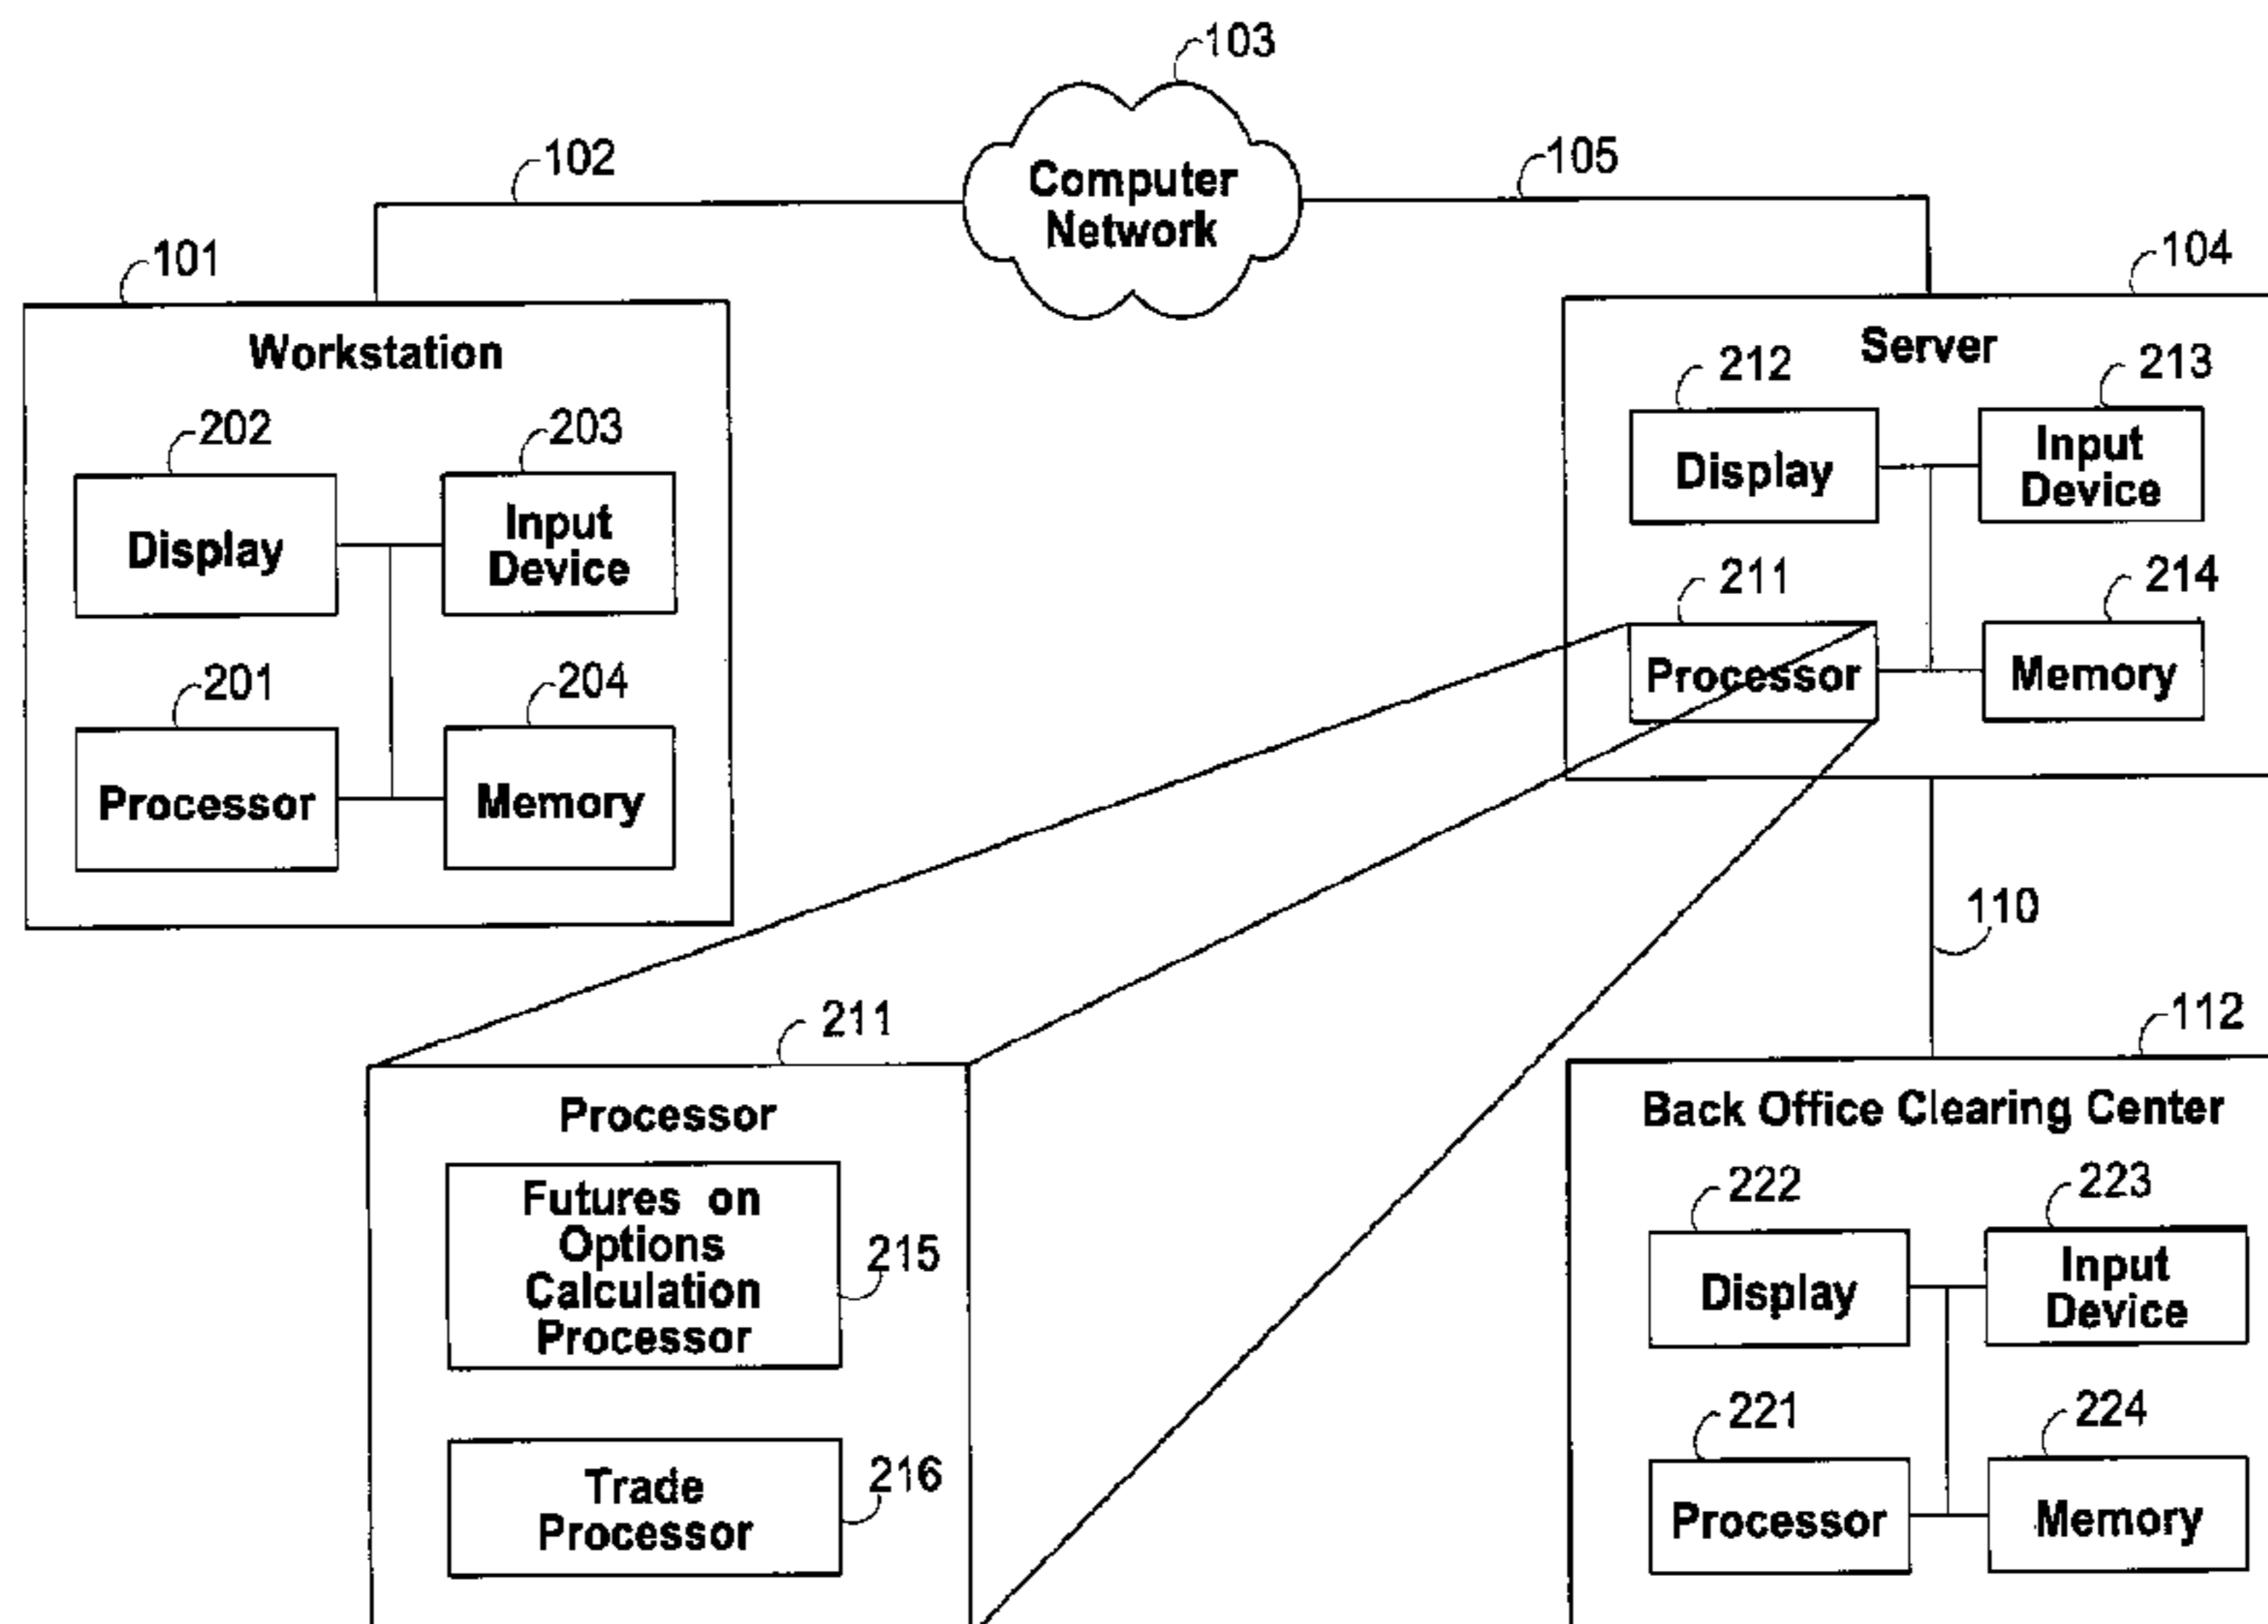 103
102
Computer
Network
105
101
Workstation
202
203
Display
Input
Device
201
204
Processor
Memory
104
Server
212
213
Display
Input
Device
211
214
Processor
Memory
110
211
Processor
Futures on
Options
Calculation
Processor
215
Trade
Processor
216
112
Back Office Clearing Center
222
223
Display
Input
Device
221
224
Processor
Memory